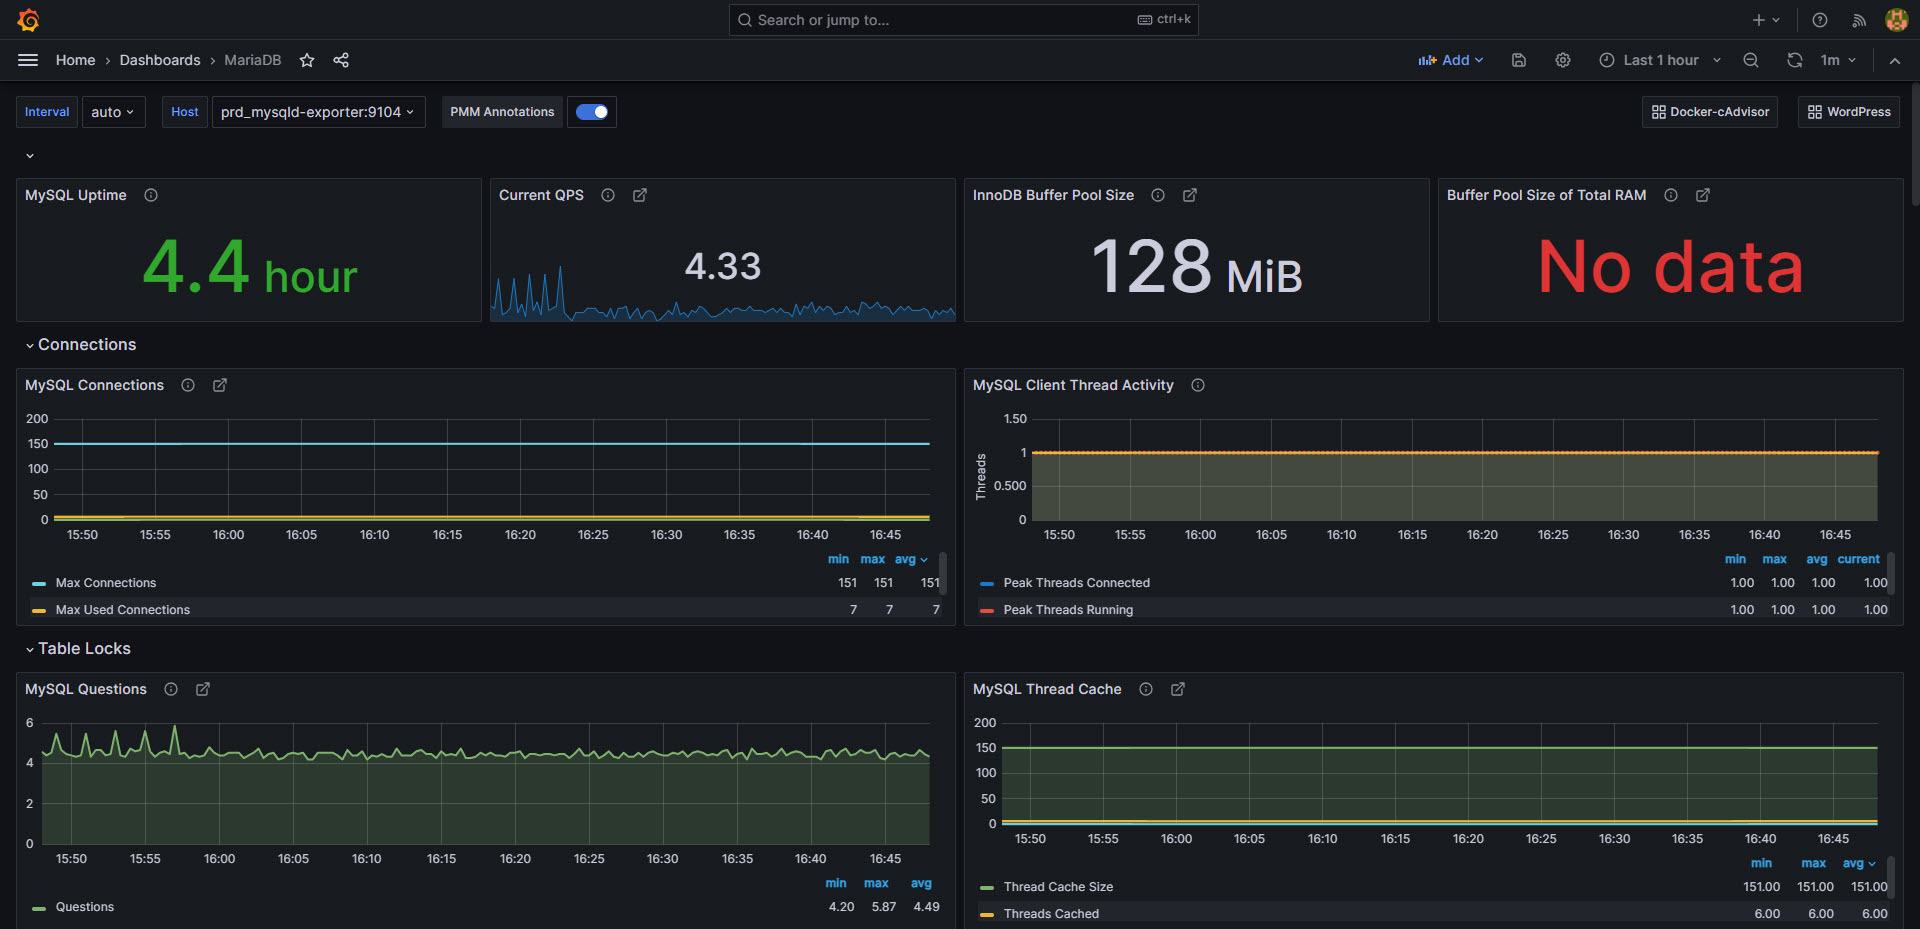 Search or jump to... ctrl+k
Home › Dashboards › MariaDB
Add
Last 1 hour
1m
Interval auto Host prd_mysqld-exporter:9104 PMM Annotations
Docker-cAdvisor WordPress
MySQL Uptime
4.4 hour
Current QPS
4.33
InnoDB Buffer Pool Size
128 MiB
Buffer Pool Size of Total RAM
No data
Connections
MySQL Connections
200
150
100
50
0
15:50 15:55 16:00 16:05 16:10 16:15 16:20 16:25 16:30 16:35 16:40 16:45
min max avg
Max Connections 151 151 151
Max Used Connections 7 7 7
MySQL Client Thread Activity
Threads
1.50
1
0.500
0
15:50 15:55 16:00 16:05 16:10 16:15 16:20 16:25 16:30 16:35 16:40 16:45
min max avg current
Peak Threads Connected 1.00 1.00 1.00 1.00
Peak Threads Running 1.00 1.00 1.00 1.00
Table Locks
MySQL Questions
6
4
2
0
15:50 15:55 16:00 16:05 16:10 16:15 16:20 16:25 16:30 16:35 16:40 16:45
min max avg
Questions 4.20 5.87 4.49
MySQL Thread Cache
200
150
100
50
0
15:50 15:55 16:00 16:05 16:10 16:15 16:20 16:25 16:30 16:35 16:40 16:45
min max avg
Thread Cache Size 151.00 151.00 151.00
Threads Cached 6.00 6.00 6.00